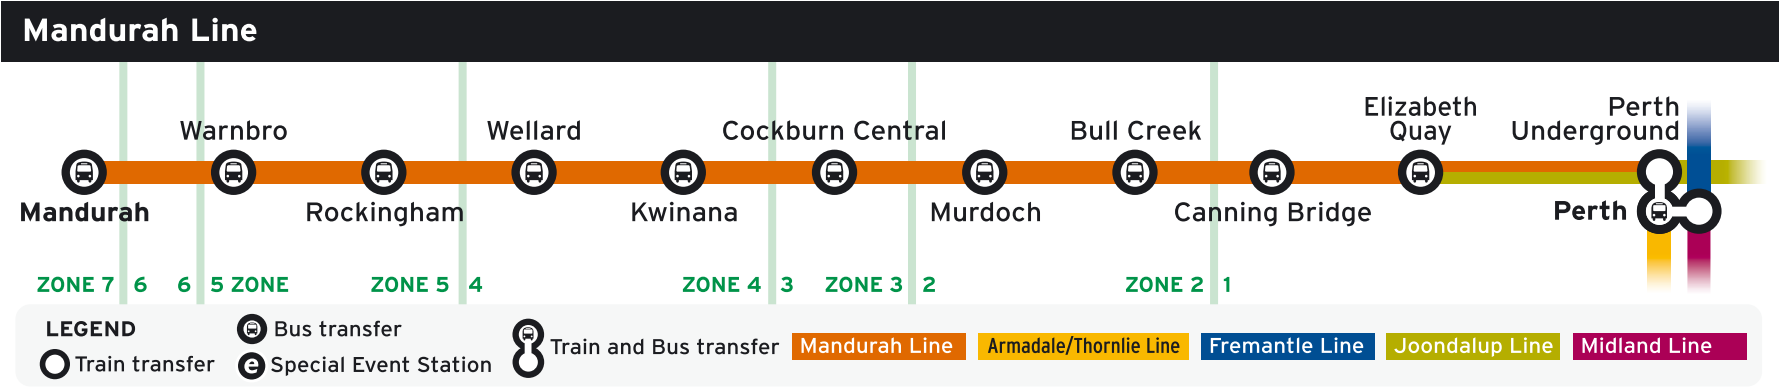 Mandurah Line
Elizabeth
Quay
Perth
Underground
Warnbro
Wellard
Cockburn Central
Bull Creek
Mandurah
Rockingham
Kwinana
Murdoch
Canning Bridge
Perth
ZONE 7 6
6 5 ZONE
ZONE 5 4
ZONE 4 3
ZONE 3 2
ZONE 2 1
LEGEND
Train transfer
Bus transfer
e Special Event Station
Train and Bus transfer
Mandurah Line
Armadale/Thornlie Line
Fremantle Line
Joondalup Line
Midland Line